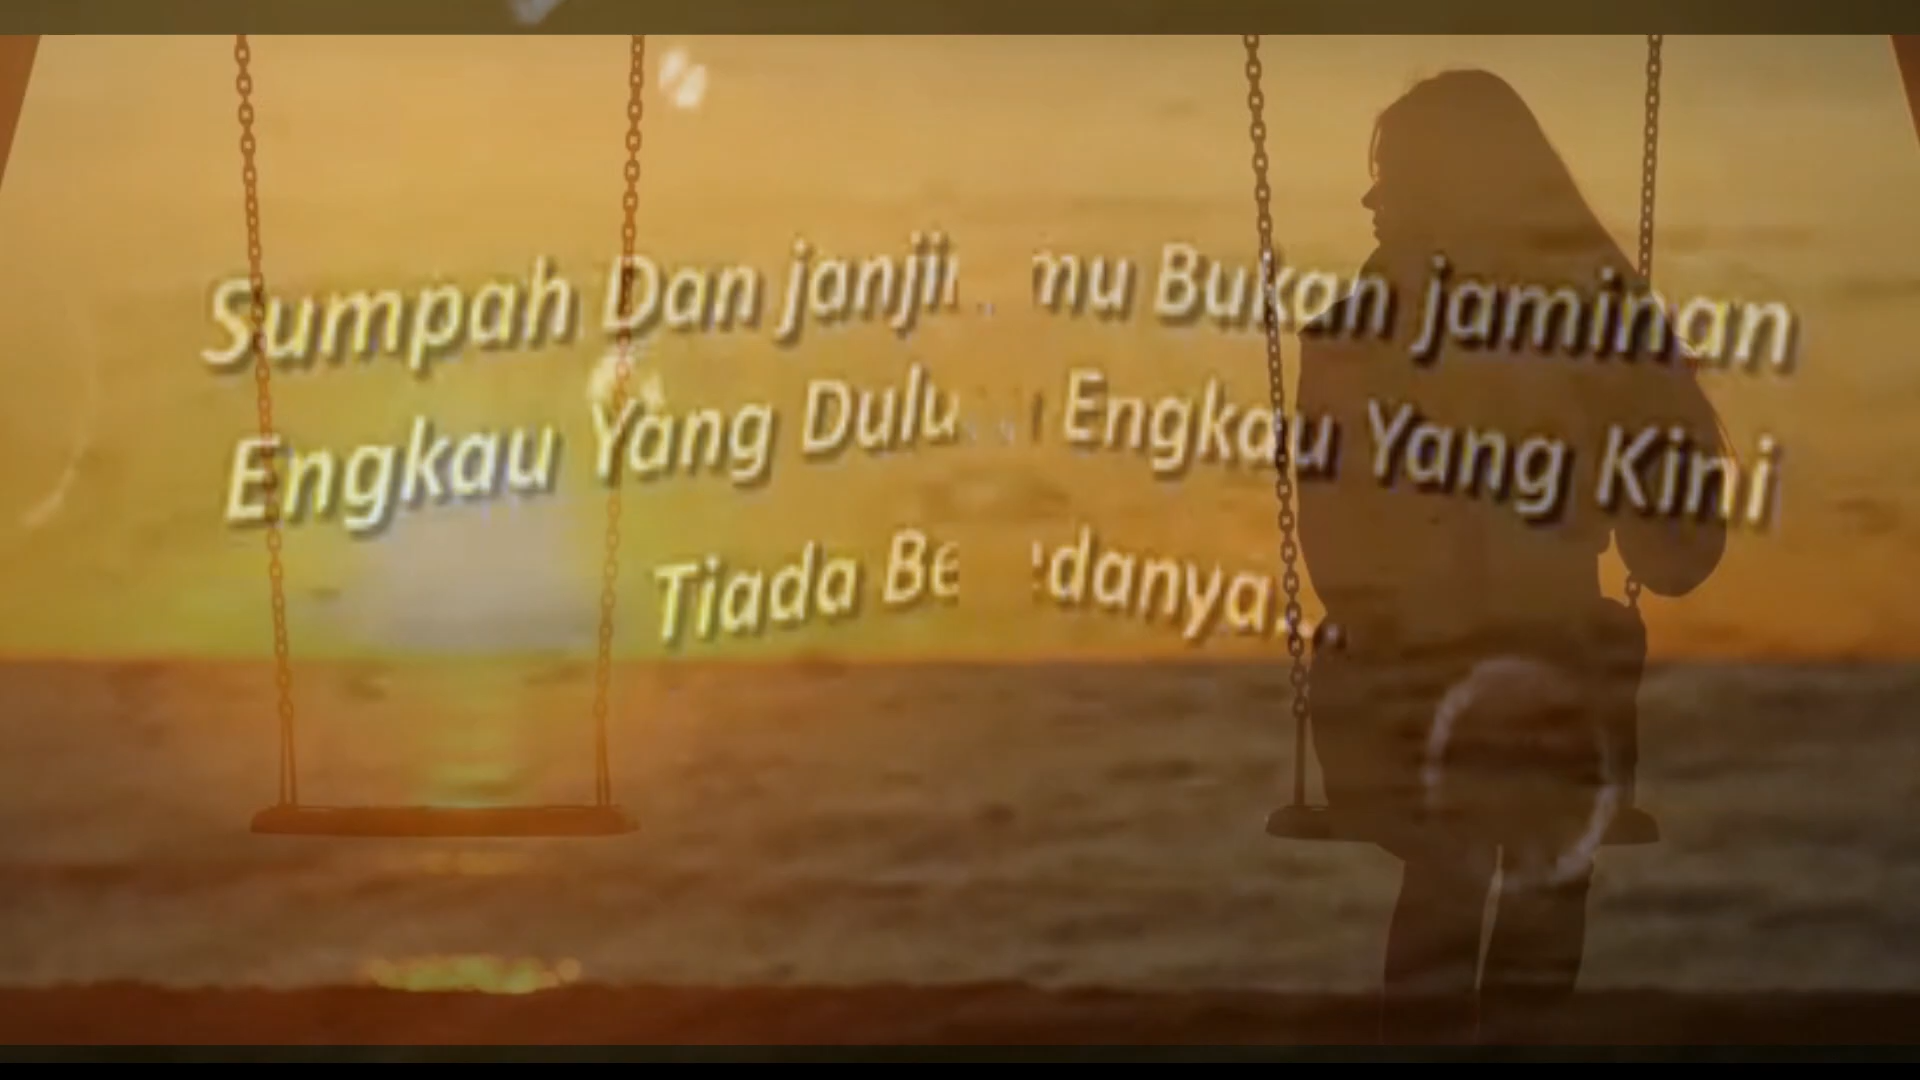 Sumpah Dan janjimu Bukan jaminan
Engkau Yang Dulu Engkau Yang Kini
Tiada Bedanya...